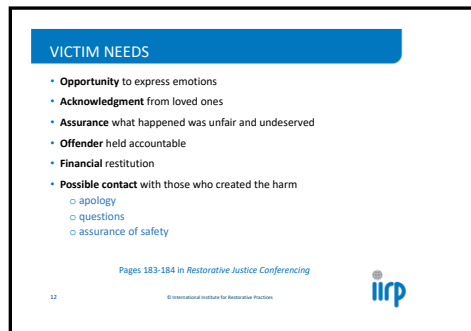 VICTIM NEEDS
• Opportunity to express emotions
• Acknowledgment from loved ones
• Assurance what happened was unfair and undeserved
• Offender held accountable
• Financial restitution
• Possible contact with those who created the harm
o apology
o questions
o assurance of safety
Pages 183-184 in Restorative Justice Conferencing
12
© International Institute for Restorative Practices
iirp